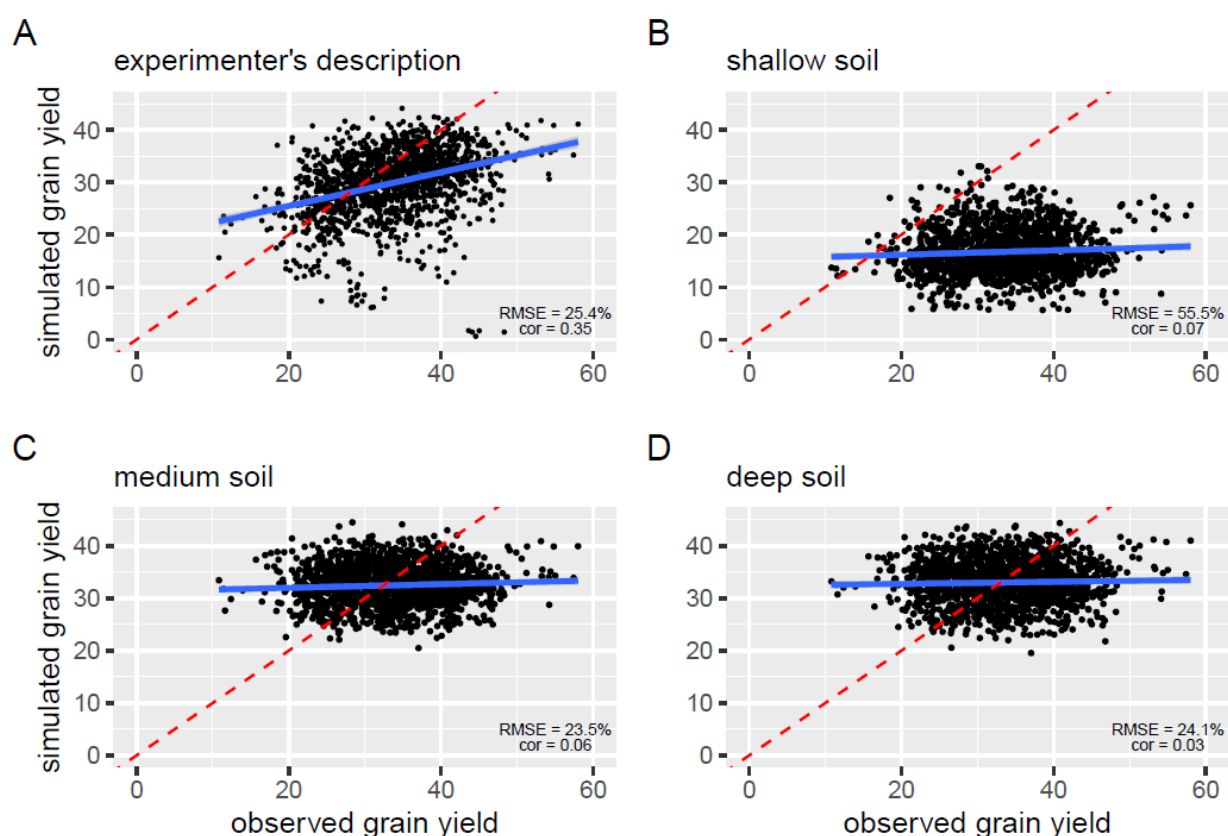 A
experimenter's description
simulated grain yield
40
30
20
10
0
RMSE = 25.4%
cor = 0.35
0
20
40
60
B
shallow soil
40
30
20
10
0
RMSE = 55.5%
cor = 0.07
0
20
40
60
C
medium soil
simulated grain yield
40
30
20
10
0
RMSE = 23.5%
cor = 0.06
0
20
40
60
observed grain yield
D
deep soil
40
30
20
10
0
RMSE = 24.1%
cor = 0.03
0
20
40
60
observed grain yield